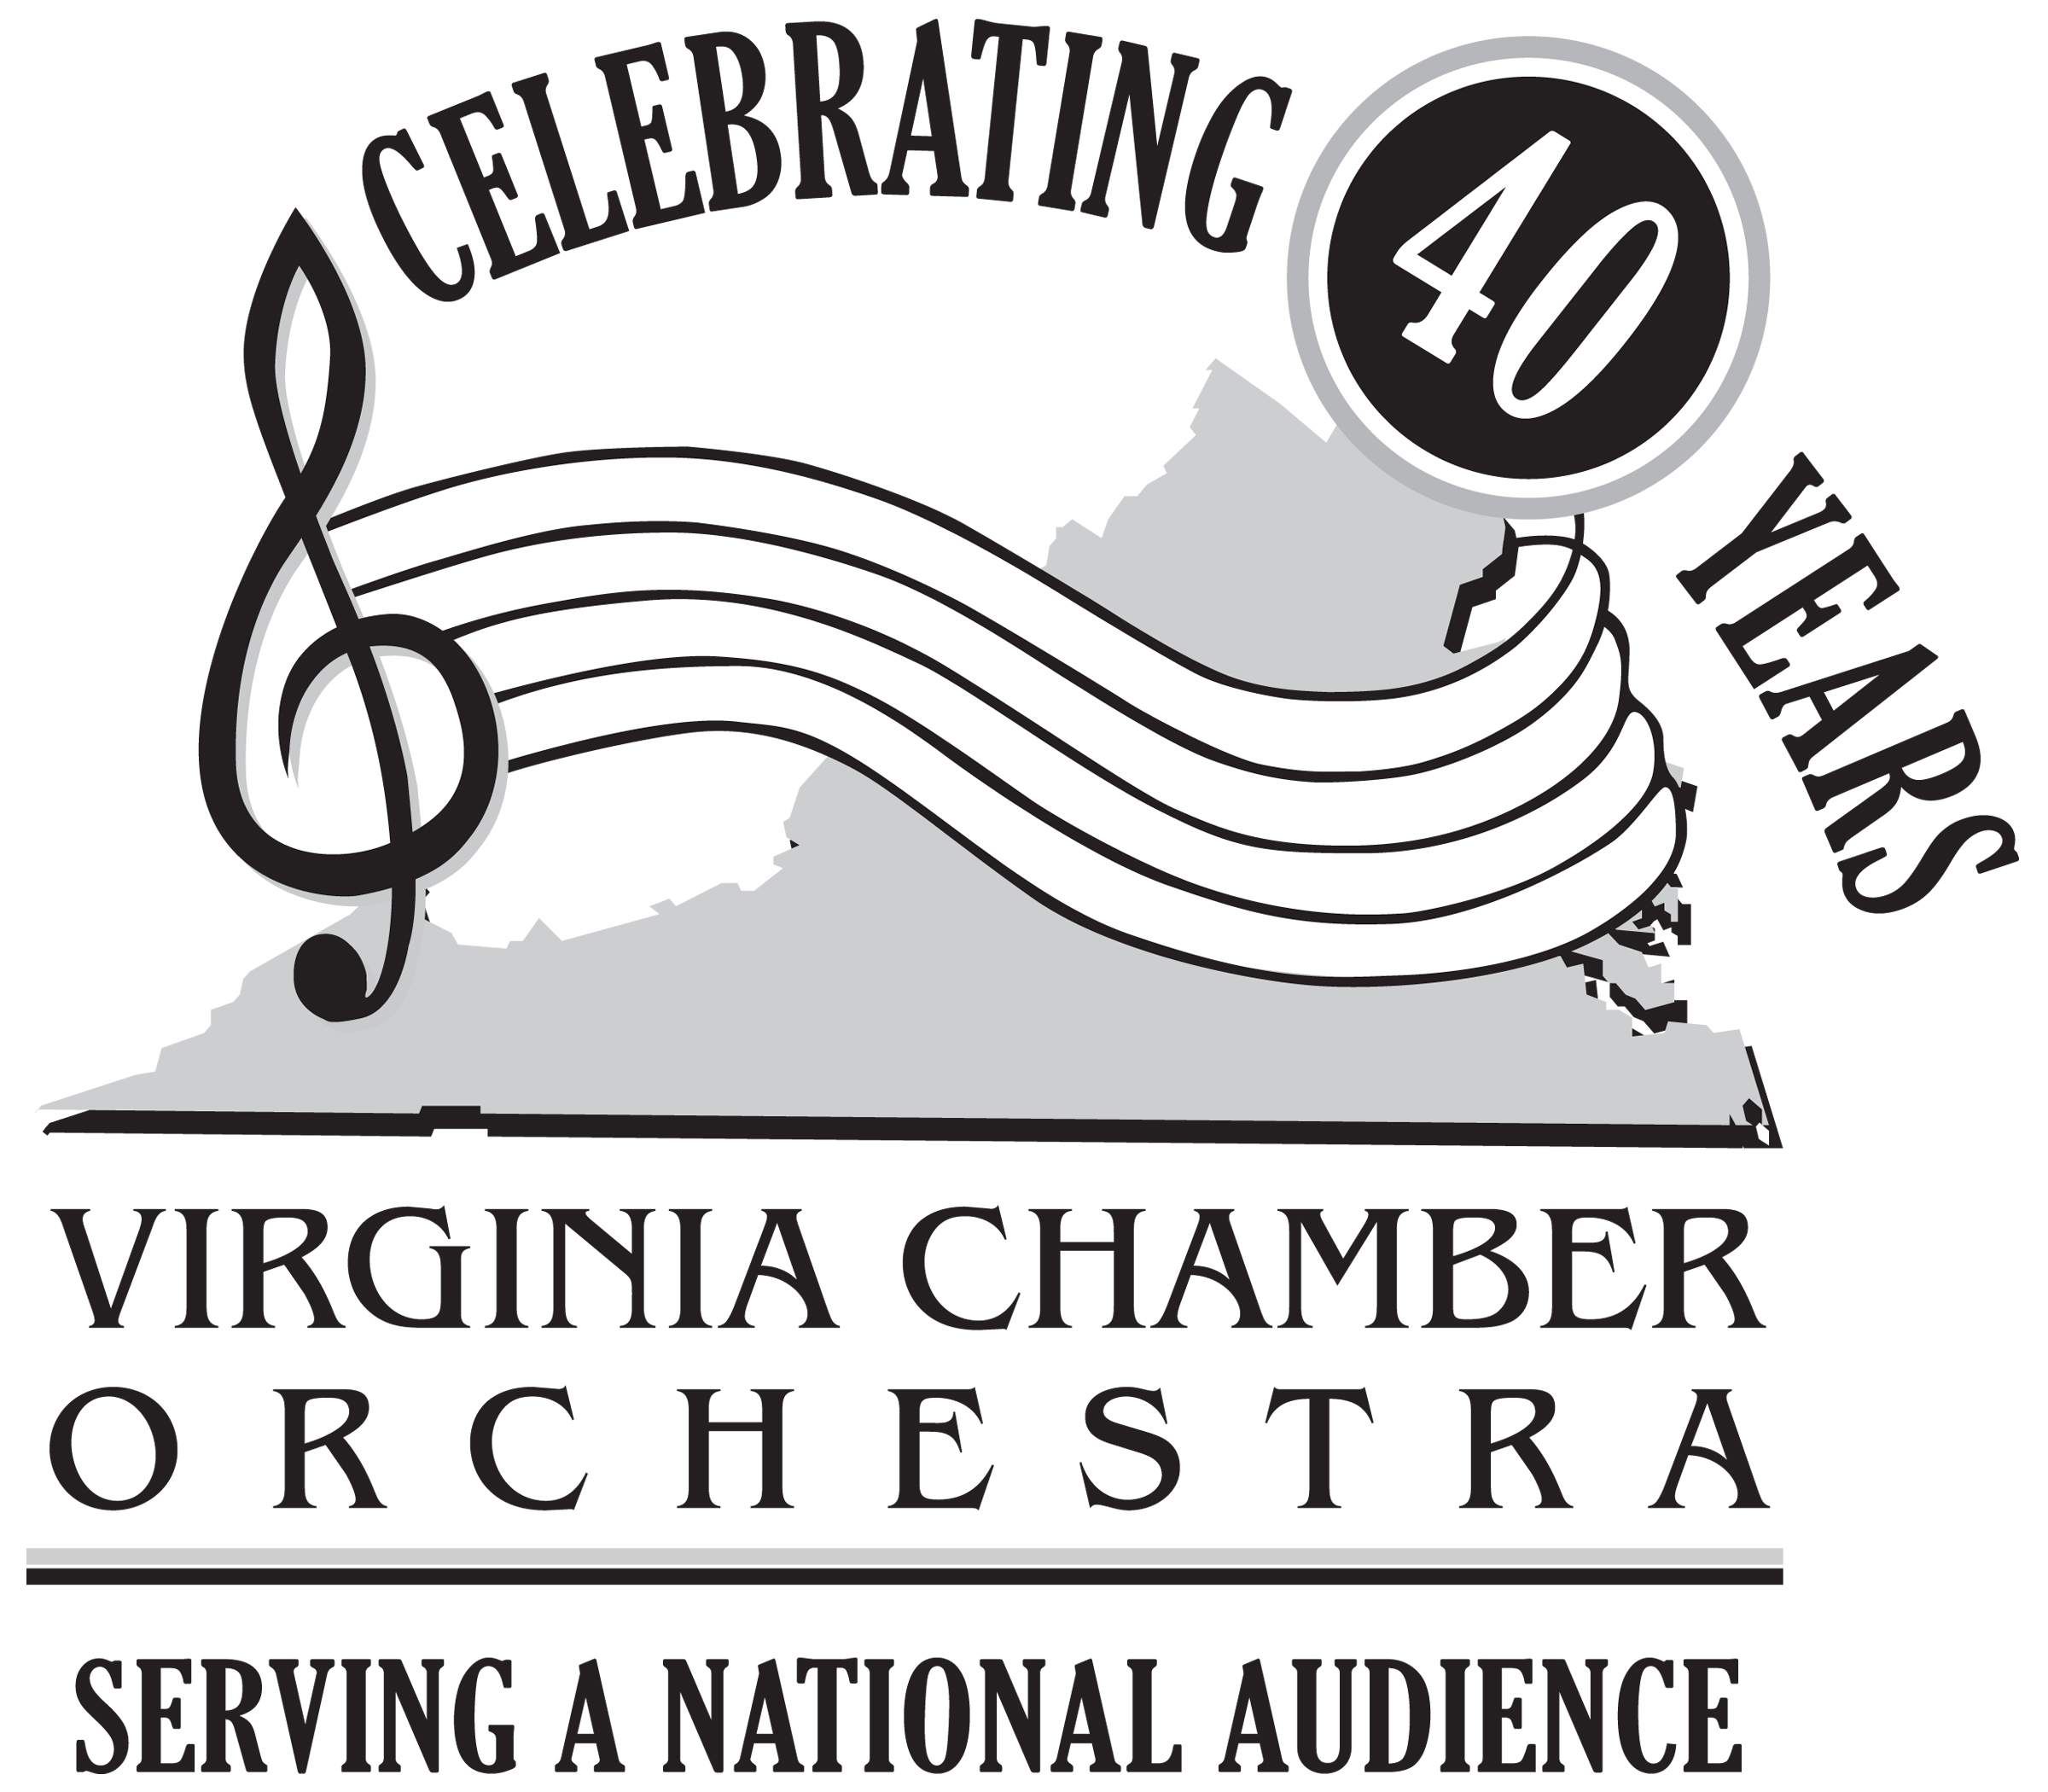 CELEBRATING
40
YEARS
VIRGINIA CHAMBER
ORCHESTRA
SERVING A NATIONAL AUDIENCE